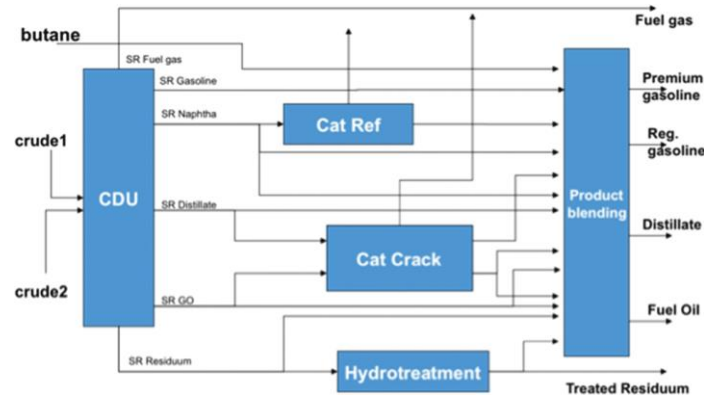 Fuel gas
butane
SR Fuel gas
SR Gasoline
Premium
gasoline
SR Naphtha
Cat Ref
Reg.
gasoline
crude1
CDU
Product
blending
SR Distillate
Distillate
Cat Crack
crude2
SR GO
Fuel Oil
SR Residuum
Hydrotreatment
Treated Residuum